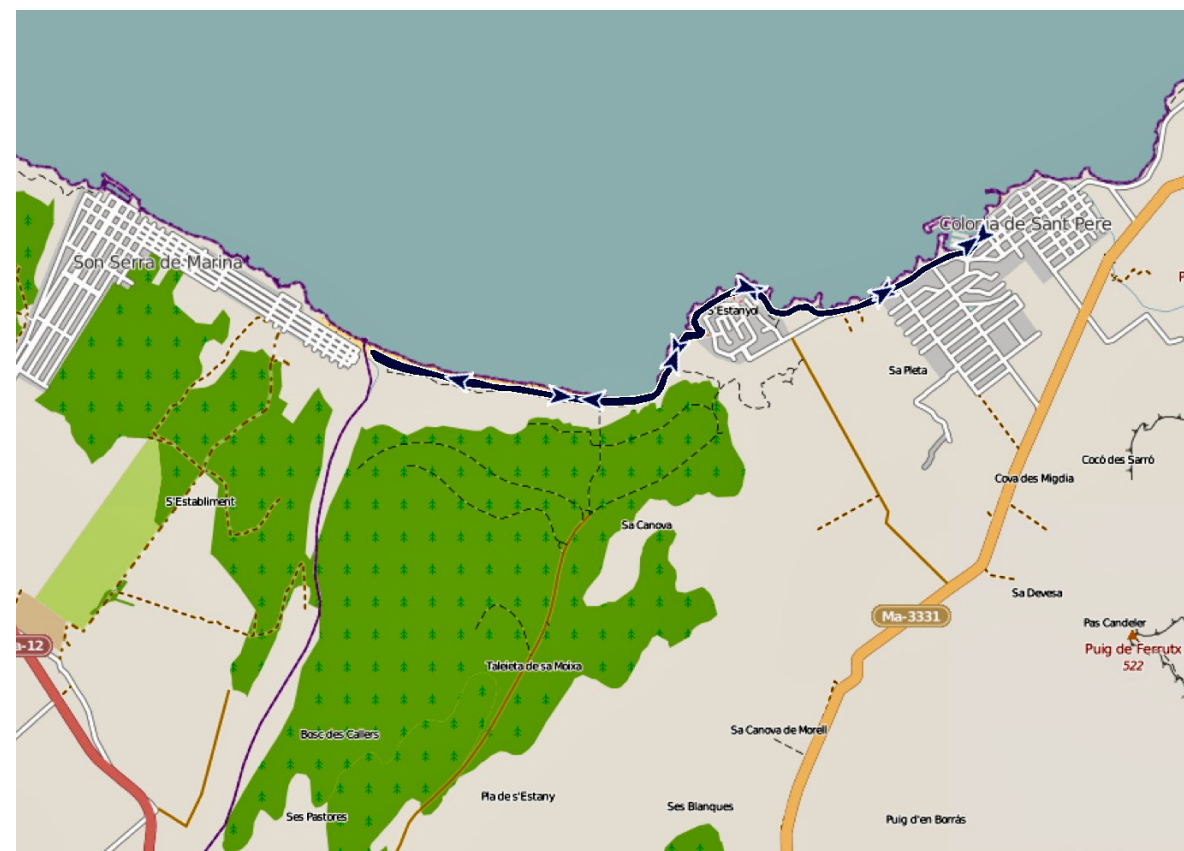 Colonia de Sant Pere
Son Serra de Marina
S'Estanyol
Sa Pleta
Cocó des Sarró
Cova des Migdia
S'Establiment
Sa Canova
Sa Devesa
Ma-3331
Pas Candeler
a-12
Puig de Ferrutx
522
Taleieta de sa Moixa
Bosc des Callers
Sa Canova de Morell
Pla de s'Estany
Ses Blanques
Ses Pastores
Puig d'en Borràs